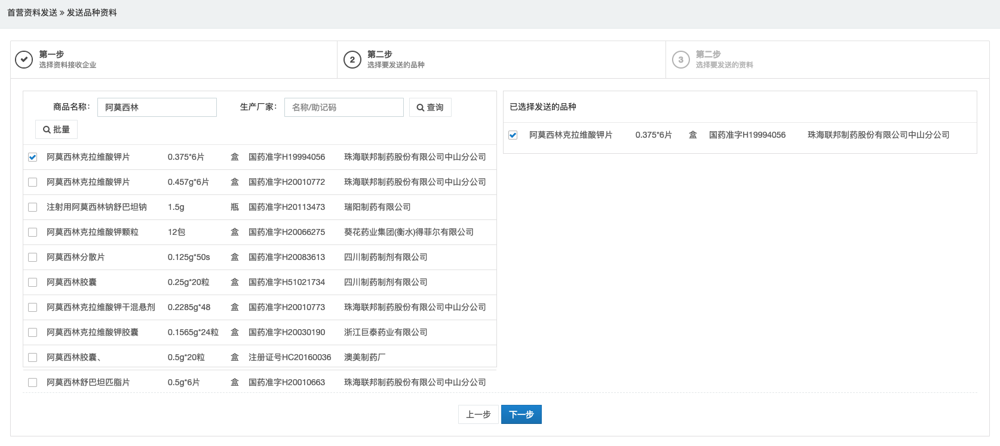 首营资料发送 » 发送品种资料
第一步
选择资料接收企业
2 第二步
选择要发送的品种
3 第二步
选择要发送的资料
商品名称： 阿莫西林 生产厂家： 名称/助记码 查询
批量
阿莫西林克拉维酸钾片 0.375*6片 盒 国药准字H19994056 珠海联邦制药股份有限公司中山分公司
阿莫西林克拉维酸钾片 0.457g*6片 盒 国药准字H20010772 珠海联邦制药股份有限公司中山分公司
注射用阿莫西林钠舒巴坦钠 1.5g 瓶 国药准字H20113473 瑞阳制药有限公司
阿莫西林克拉维酸钾颗粒 12包 盒 国药准字H20066275 葵花药业集团(衡水)得菲尔有限公司
阿莫西林分散片 0.125g*50s 盒 国药准字H20083613 四川制药制剂有限公司
阿莫西林胶囊 0.25g*20粒 盒 国药准字H51021734 四川制药制剂有限公司
阿莫西林克拉维酸钾干混悬剂 0.2285g*48 盒 国药准字H20010773 珠海联邦制药股份有限公司中山分公司
阿莫西林克拉维酸钾胶囊 0.1565g*24粒 盒 国药准字H20030190 浙江巨泰药业有限公司
阿莫西林胶囊、 0.5g*20粒 盒 注册证号HC20160036 澳美制药厂
阿莫西林舒巴坦匹脂片 0.5g*6片 盒 国药准字H20010663 珠海联邦制药股份有限公司中山分公司
已选择发送的品种
阿莫西林克拉维酸钾片 0.375*6片 盒 国药准字H19994056 珠海联邦制药股份有限公司中山分公司
上一步 下一步